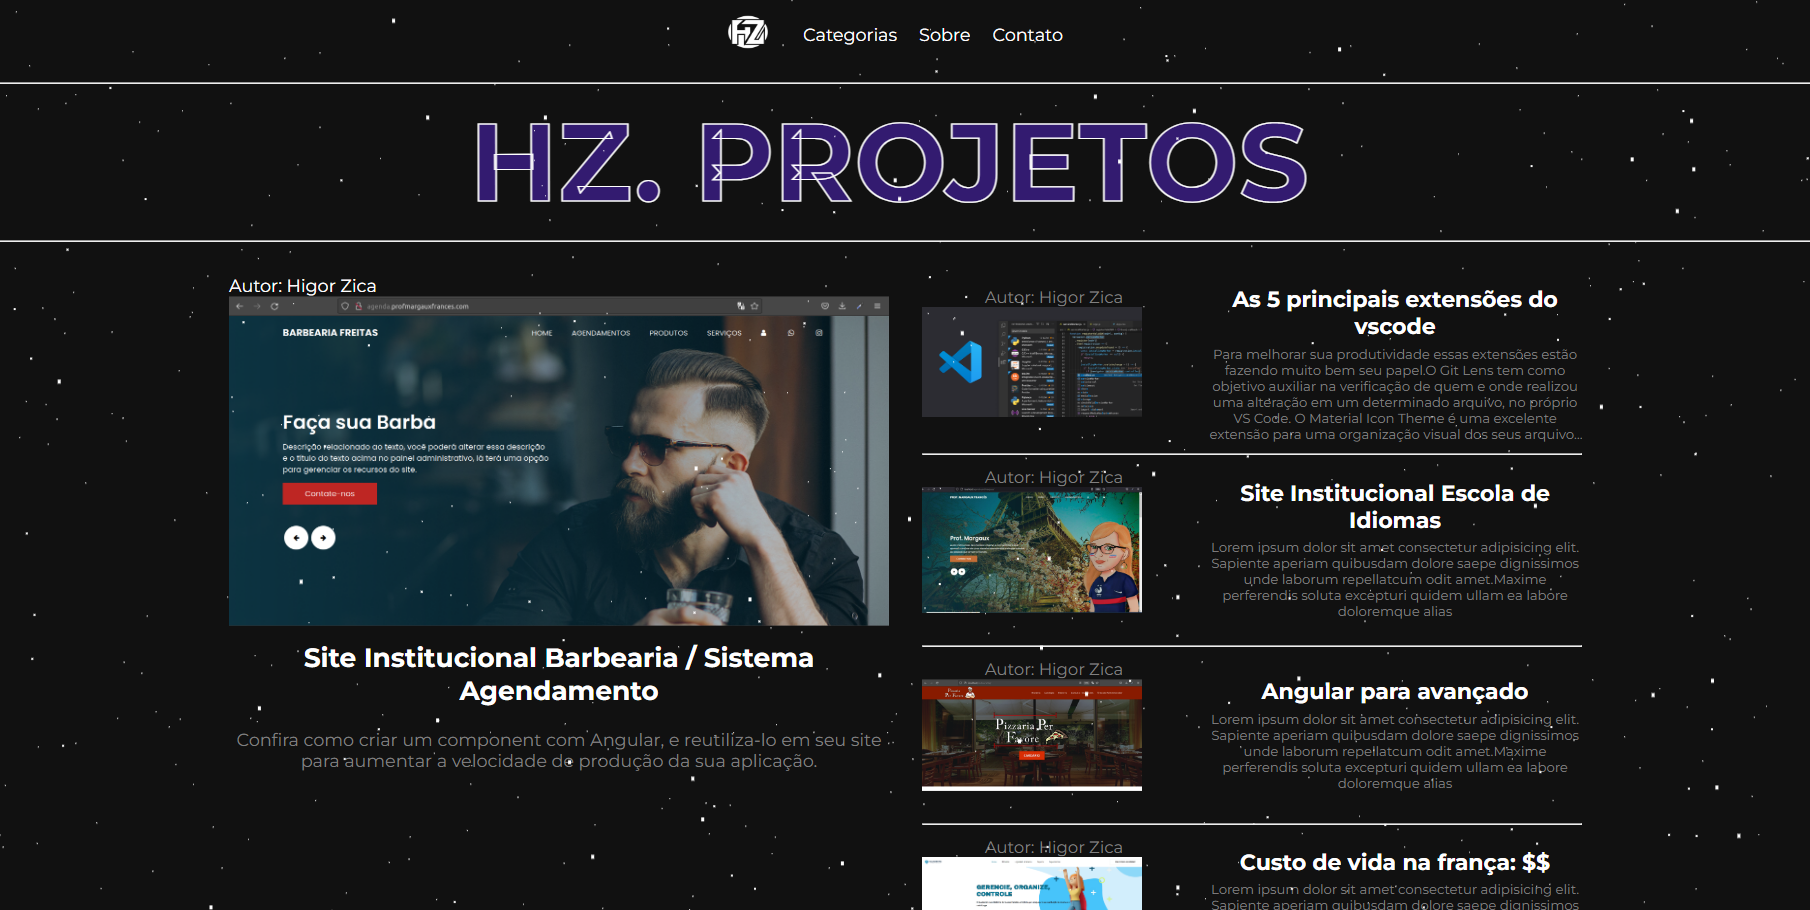 HZ
Categorias Sobre Contato
HZ. PROJETOS
Autor: Higor Zica
agenda.profmargauxfrances.com
BARBEARIA FREITAS
HOME AGENDAMENTOS PRODUTOS SERVIÇOS
Faça sua Barba
Descrição relacionado ao texto, você poderá alterar essa descrição
e o titulo do texto acima no painel administrativo, lá terá uma opção
para gerenciar os recursos do site.
Contate-nos
Site Institucional Barbearia / Sistema
Agendamento
Confira como criar um component com Angular, e reutiliza-lo em seu site
para aumentar a velocidade de produção da sua aplicação.
Autor: Higor Zica
As 5 principais extensões do
vscode
Para melhorar sua produtividade essas extensões estão
fazendo muito bem seu papel.O Git Lens tem como
objetivo auxiliar na verificação de quem e onde realizou
uma alteração em um determinado arquivo, no próprio
VS Code. O Material Icon Theme é uma excelente
extensão para uma organização visual dos seus arquivo...
Autor: Higor Zica
Prof. Margaux
Site Institucional Escola de
Idiomas
Lorem ipsum dolor sit amet consectetur adipisicing elit.
Sapiente aperiam quibusdam dolore saepe dignissimos
unde laborum repellatcum odit amet.Maxime
perferendis soluta excepturi quidem ullam ea labore
doloremque alias
Autor: Higor Zica
Pizzaria Per
Favore
Angular para avançado
Lorem ipsum dolor sit amet consectetur adipisicing elit.
Sapiente aperiam quibusdam dolore saepe dignissimos
unde laborum repellatcum odit amet.Maxime
perferendis soluta excepturi quidem ullam ea labore
doloremque alias
Autor: Higor Zica
GERENCIE, ORGANIZE,
CONTROLE
Custo de vida na frança: $$
Lorem ipsum dolor sit amet consectetur adipisicing elit.
Sapiente aperiam quibusdam dolore saepe dignissimos